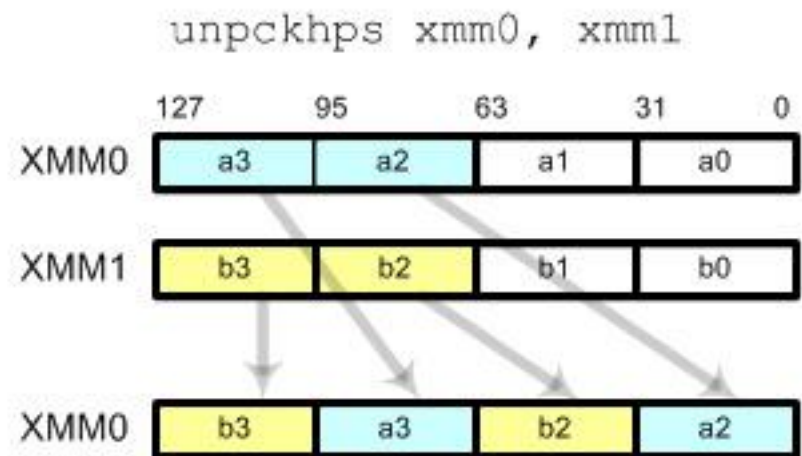 unpckhps xmm0, xmm1
127 95 63 31 0
XMM0 a3 a2 a1 a0
XMM1 b3 b2 b1 b0
XMM0 b3 a3 b2 a2